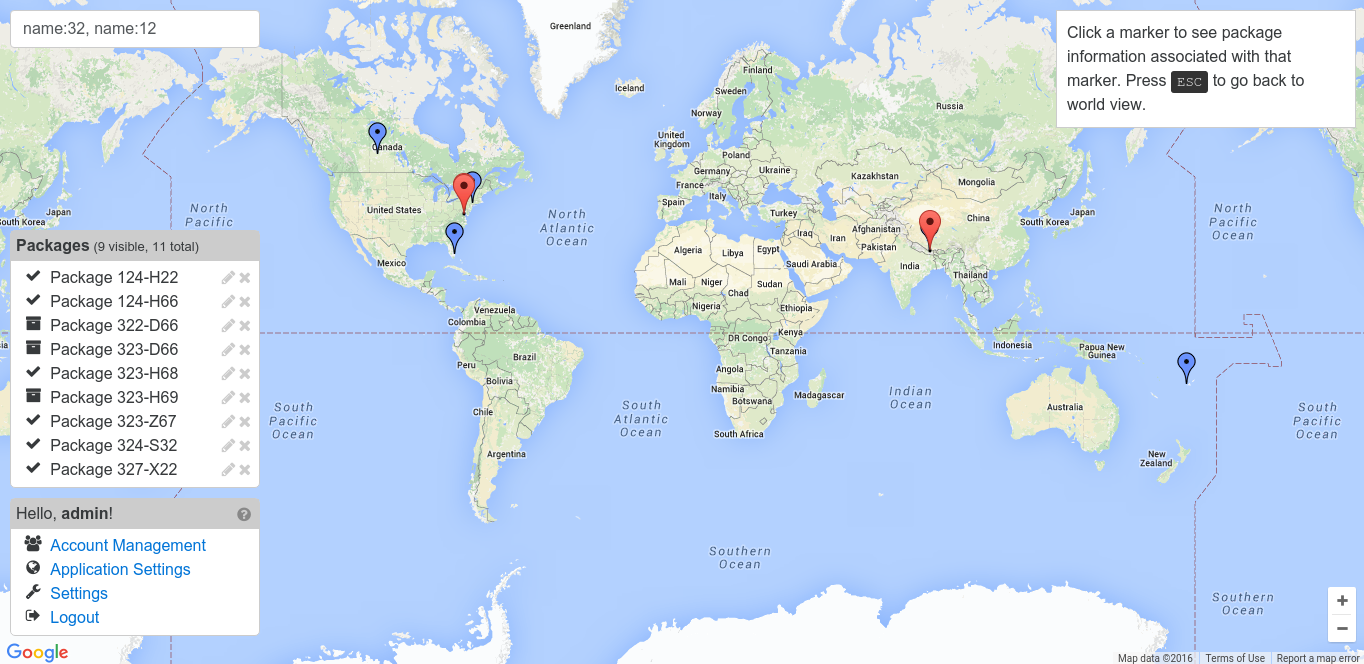 name:32, name:12
Click a marker to see package
information associated with that
marker. Press ESC to go back to
world view.
Packages (9 visible, 11 total)
Package 124-H22
Package 124-H66
Package 322-D66
Package 323-D66
Package 323-H68
Package 323-H69
Package 323-Z67
Package 324-S32
Package 327-X22
Hello, admin!
Account Management
Application Settings
Settings
Logout
Google
Greenland
Iceland
Finland
Sweden
Norway
Russia
United
Kingdom
Canada
Poland
Germany
Ukraine
France
Kazakhstan
Mongolia
Italy
Spain
Turkey
United States
Japan
South Korea
North
Pacific
North
Atlantic
Ocean
China
Japan
South Korea
North
Pacific
Ocean
Iraq
Iran
Afghanistan
Pakistan
Algeria
Libya
Egypt
Saudi Arabia
India
Mexico
Mali
Niger
Chad
Sudan
Thailand
Nigeria
Ethiopia
Venezuela
Colombia
Kenya
DR Congo
Tanzania
Indonesia
Papua New
Guinea
Brazil
Peru
Bolivia
Angola
Namibia
Botswana
Madagascar
Indian
Ocean
Australia
South
Pacific
Ocean
Chile
South
Atlantic
Ocean
South Africa
South
Pacific
Ocean
Argentina
New
Zealand
Southern
Ocean
Southern
Ocean
+
−
Map data ©2016
Terms of Use
Report a map error